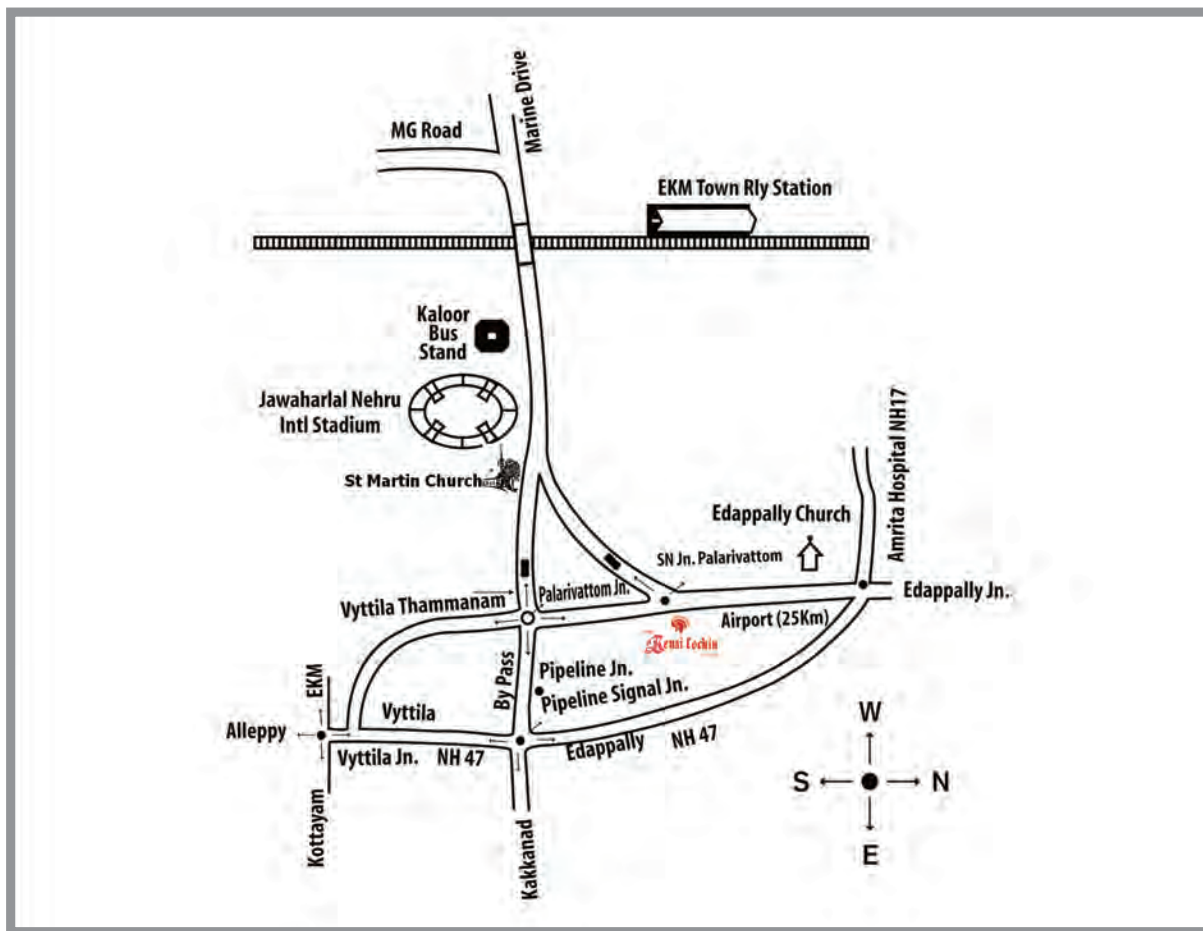 Marine Drive
MG Road
EKM Town Rly Station
Kaloor
Bus
Stand
Jawaharlal Nehru
Intl Stadium
St Martin Church
Amrita Hospital NH17
Edappally Church
SN Jn. Palarivattom
Edappally Jn.
Vyttila Thammanam
Palarivattom Jn.
Airport (25Km)
Renai Cochin
By Pass
Pipeline Jn.
Pipeline Signal Jn.
EKM
Vyttila
Alleppy
Vyttila Jn.
NH 47
Edappally
NH 47
Kottayam
Kakkanad
W
S
N
E